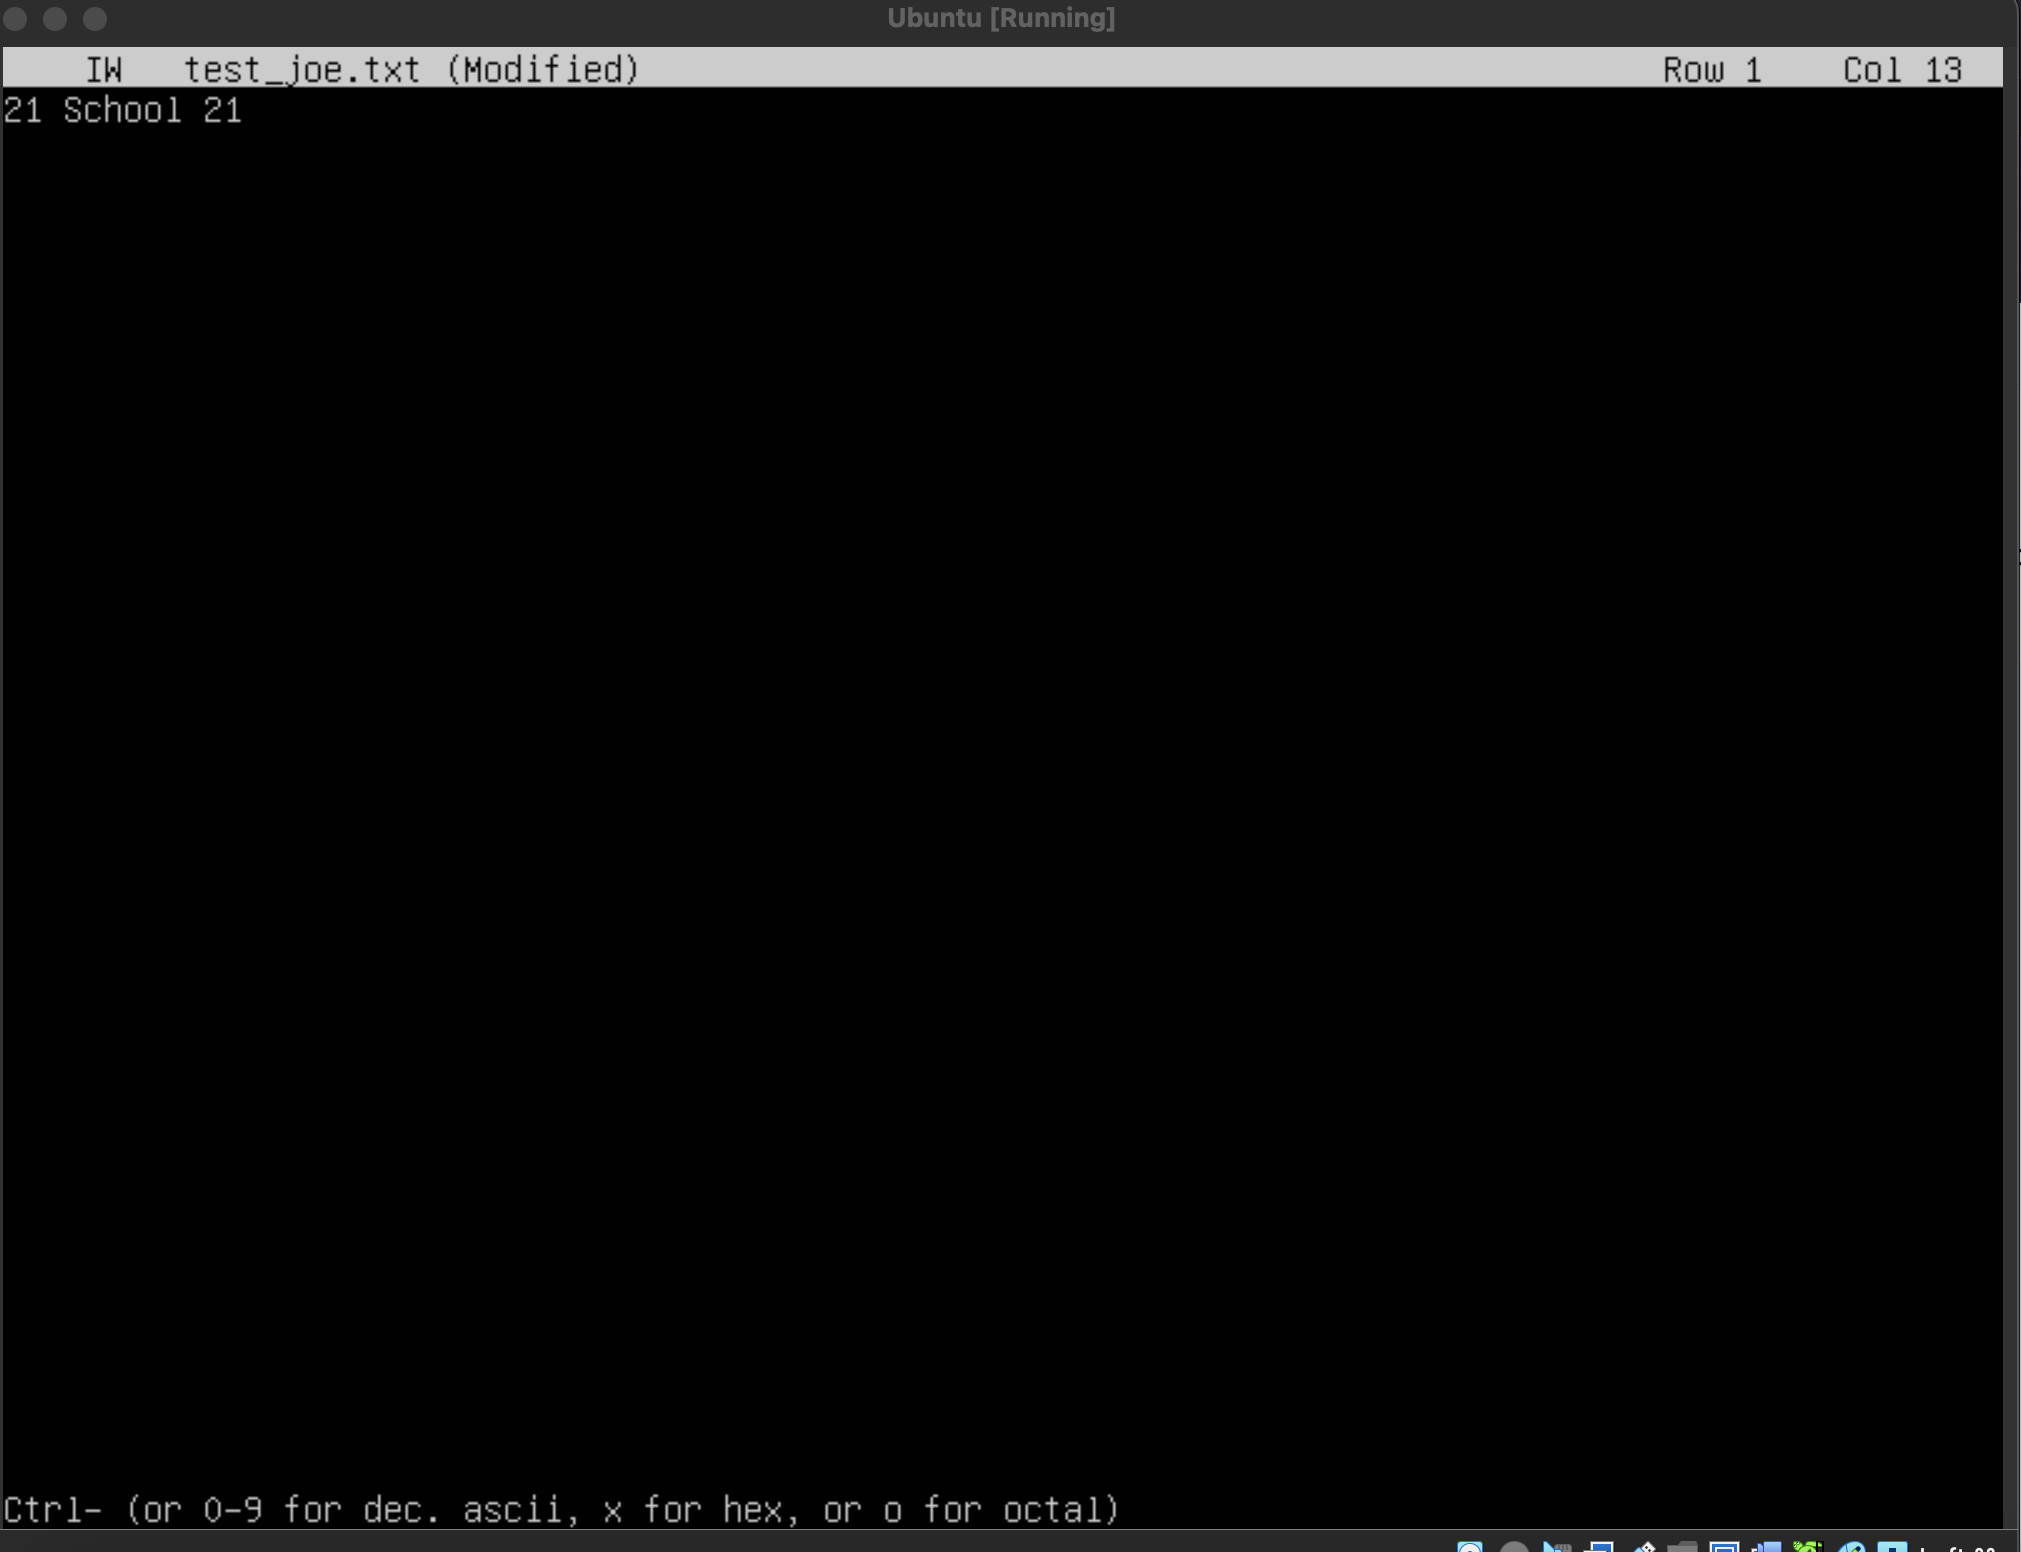 Ubuntu [Running]
IW test_joe.txt (Modified) Row 1 Col 13
21 School 21
Ctrl- (or 0-9 for dec. ascii, x for hex, or o for octal)